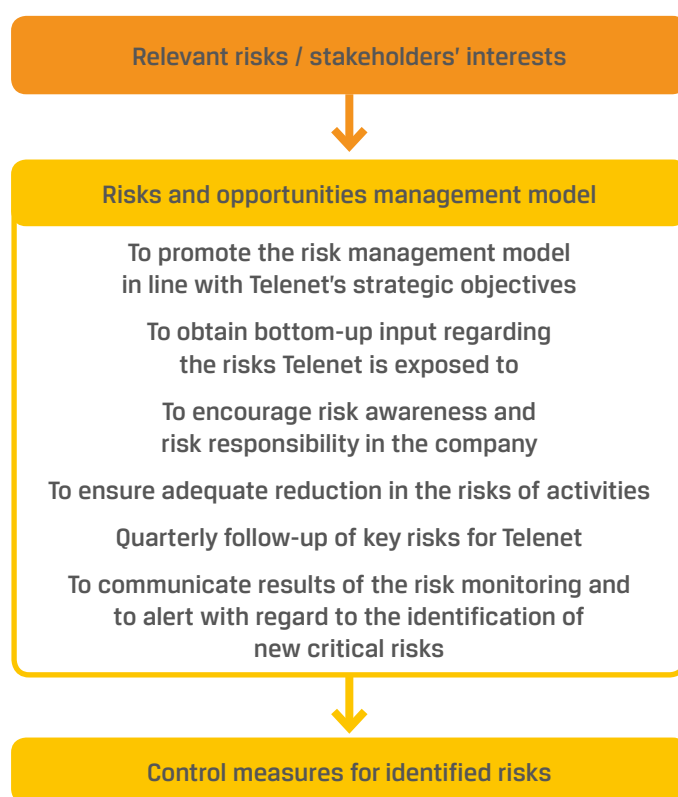 Relevant risks / stakeholders' interests
Risks and opportunities management model
To promote the risk management model
in line with Telenet's strategic objectives
To obtain bottom-up input regarding
the risks Telenet is exposed to
To encourage risk awareness and
risk responsibility in the company
To ensure adequate reduction in the risks of activities
Quarterly follow-up of key risks for Telenet
To communicate results of the risk monitoring and
to alert with regard to the identification of
new critical risks
Control measures for identified risks